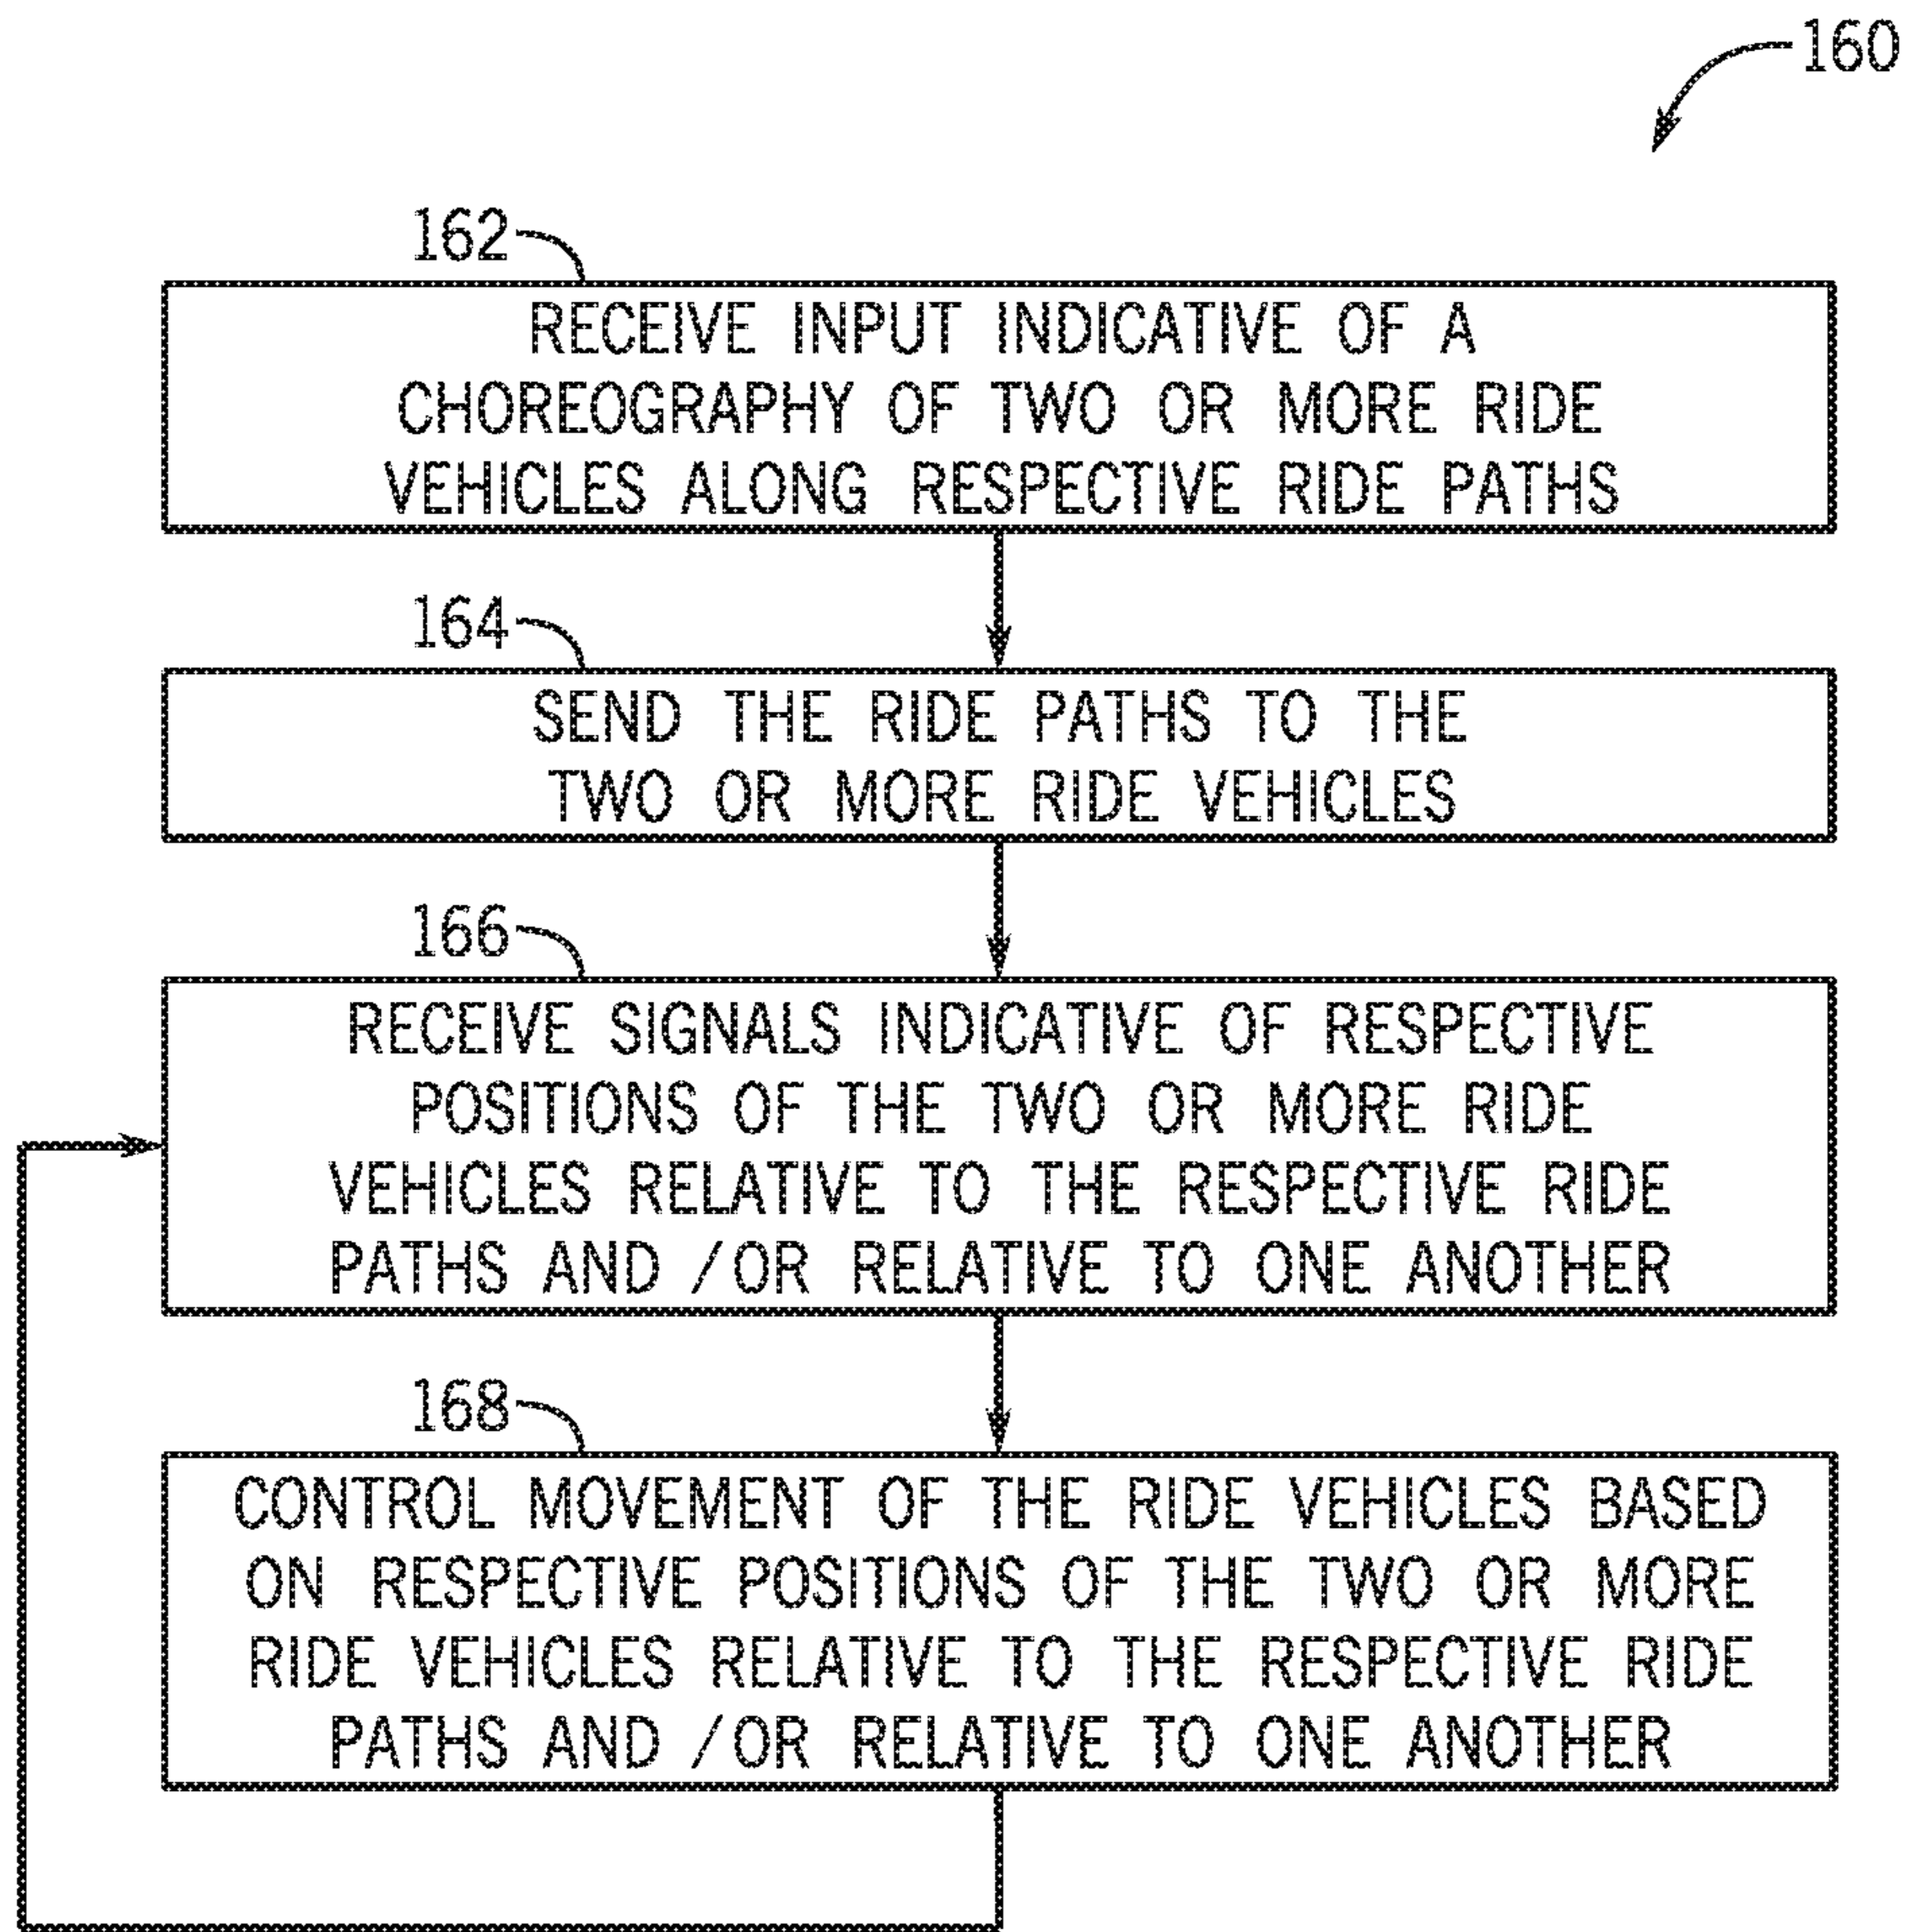 160
162
RECEIVE INPUT INDICATIVE OF A
CHOREOGRAPHY OF TWO OR MORE RIDE
VEHICLES ALONG RESPECTIVE RIDE PATHS
164
SEND THE RIDE PATHS TO THE
TWO OR MORE RIDE VEHICLES
166
RECEIVE SIGNALS INDICATIVE OF RESPECTIVE
POSITIONS OF THE TWO OR MORE RIDE
VEHICLES RELATIVE TO THE RESPECTIVE RIDE
PATHS AND /OR RELATIVE TO ONE ANOTHER
168
CONTROL MOVEMENT OF THE RIDE VEHICLES BASED
ON RESPECTIVE POSITIONS OF THE TWO OR MORE
RIDE VEHICLES RELATIVE TO THE RESPECTIVE RIDE
PATHS AND /OR RELATIVE TO ONE ANOTHER